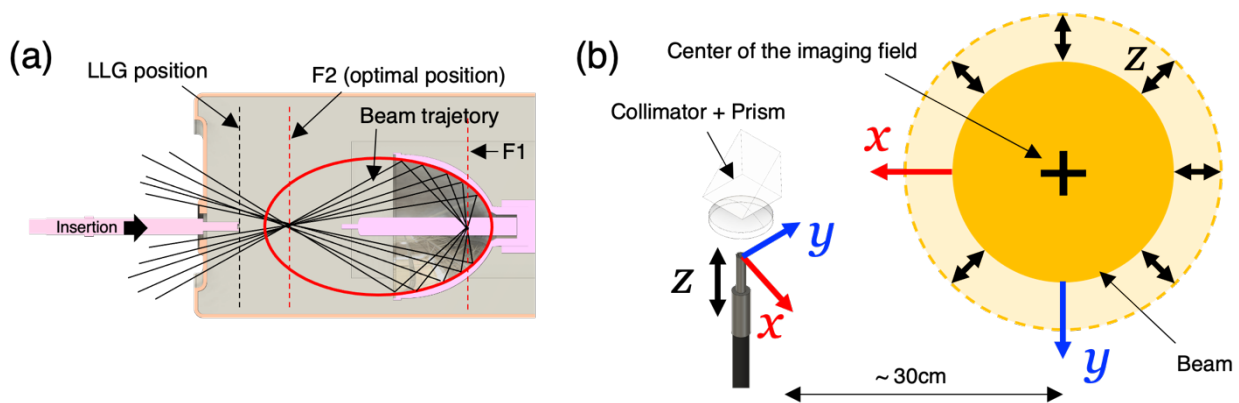 (a)
LLG position
F2 (optimal position)
Beam trajetory
F1
Insertion
(b)
Center of the imaging field
Collimator + Prism
z
x
y
z
x
y
Beam
~ 30cm